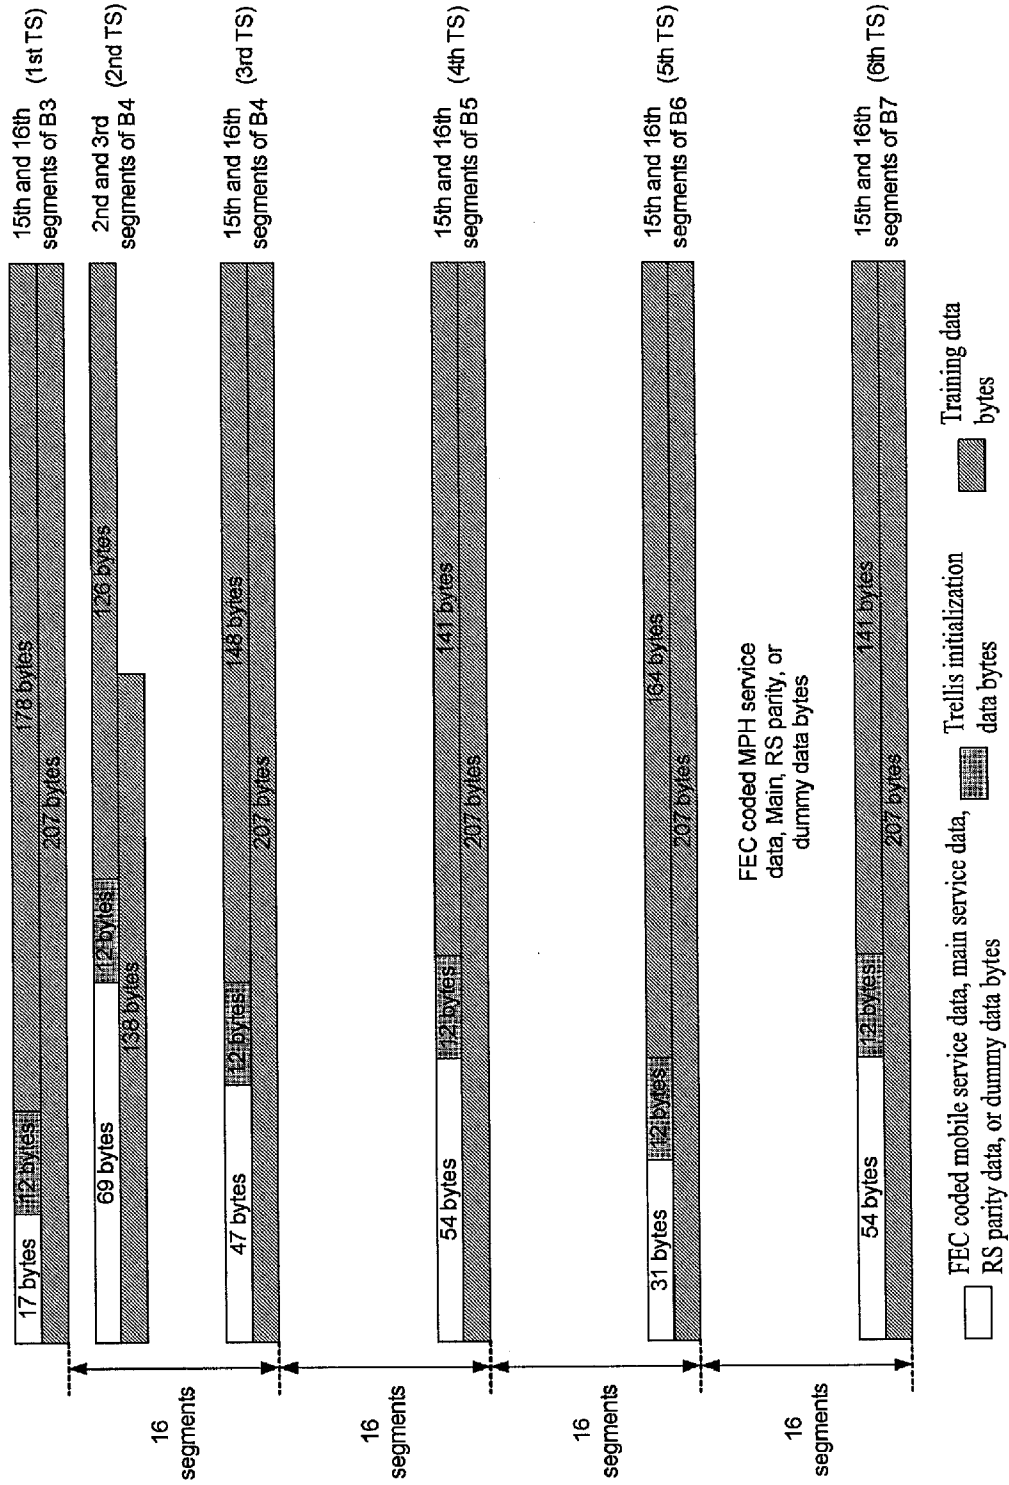 17 bytes
12 bytes
178 bytes
15th and 16th
segments of B3
(1st TS)
207 bytes
69 bytes
12 bytes
126 bytes
2nd and 3rd
segments of B4
(2nd TS)
138 bytes
16
segments
47 bytes
12 bytes
148 bytes
15th and 16th
segments of B4
(3rd TS)
207 bytes
16
segments
54 bytes
12 bytes
141 bytes
15th and 16th
segments of B5
(4th TS)
207 bytes
16
segments
31 bytes
12 bytes
164 bytes
15th and 16th
segments of B6
(5th TS)
207 bytes
16
segments
FEC coded MPH service
data, Main, RS parity, or
dummy data bytes
54 bytes
12 bytes
141 bytes
15th and 16th
segments of B7
(6th TS)
207 bytes
FEC coded mobile service data, main service data,
RS parity data, or dummy data bytes
Trellis initialization
data bytes
Training data
bytes